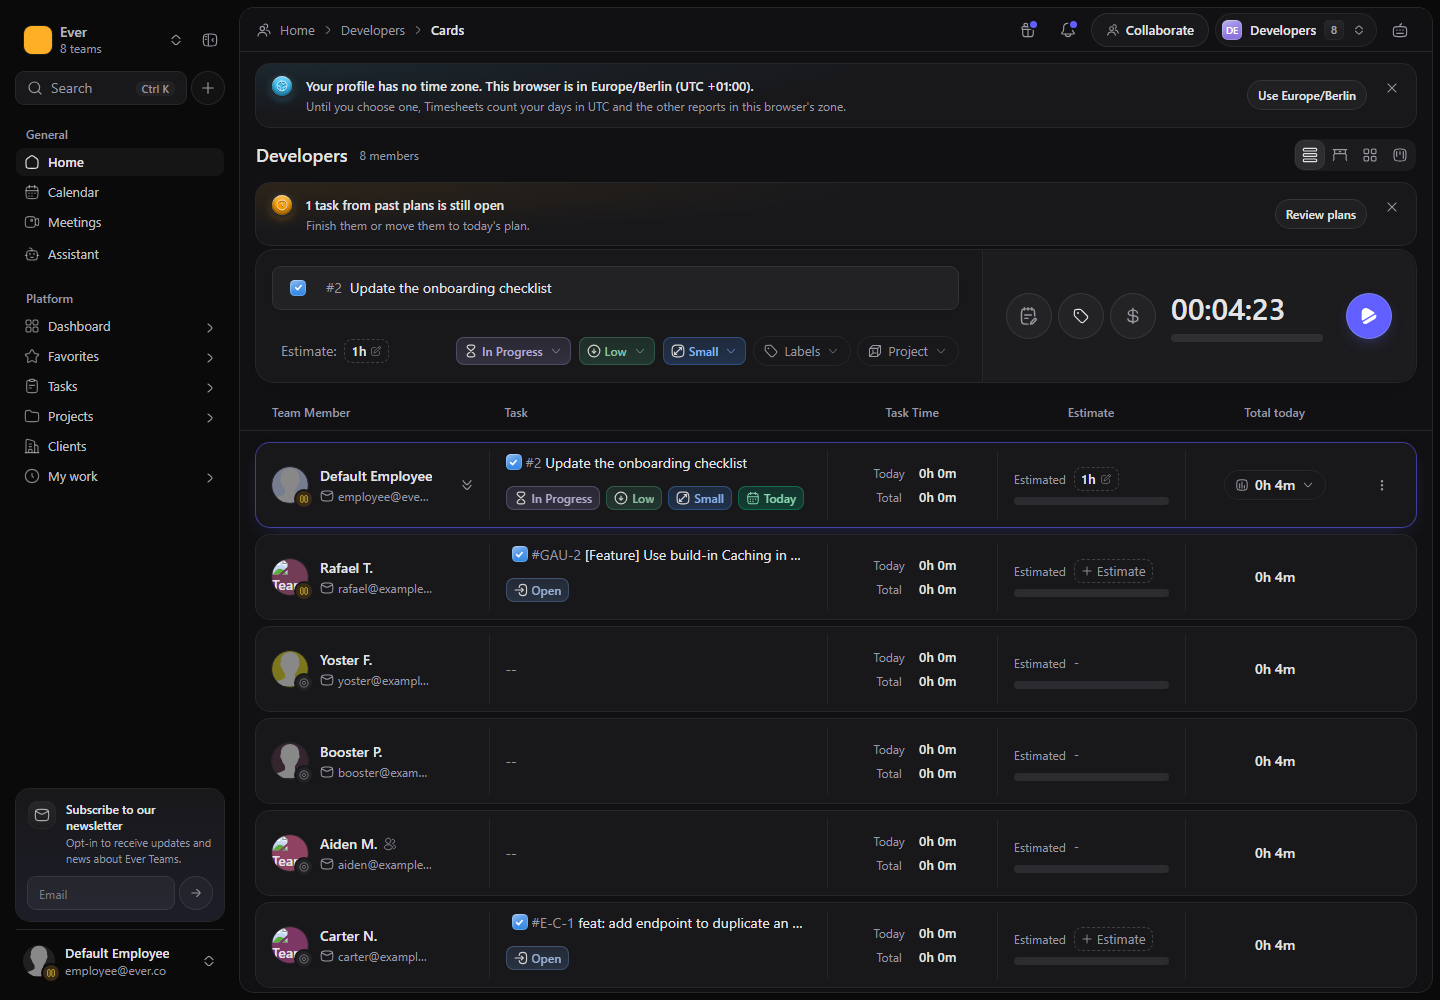 Ever
8 teams
Search
Ctrl K
General
Home
Calendar
Meetings
Assistant
Platform
Dashboard
Favorites
Tasks
Projects
Clients
My work
Subscribe to our
newsletter
Opt-in to receive updates and
news about Ever Teams.
Email
Default Employee
employee@ever.co
Home
Developers
Cards
Collaborate
DE
Developers
8
Your profile has no time zone. This browser is in Europe/Berlin (UTC +01:00).
Until you choose one, Timesheets count your days in UTC and the other reports in this browser's zone.
Use Europe/Berlin
Developers
8 members
1 task from past plans is still open
Finish them or move them to today's plan.
Review plans
#2 Update the onboarding checklist
Estimate: 1h
In Progress
Low
Small
Labels
Project
00:04:23
Team Member
Task
Task Time
Estimate
Total today
Default Employee
employee@eve...
#2 Update the onboarding checklist
In Progress
Low
Small
Today
Today 0h 0m
Total 0h 0m
Estimated 1h
0h 4m
Rafael T.
rafael@example...
#GAU-2 [Feature] Use build-in Caching in ...
Open
Today 0h 0m
Total 0h 0m
Estimated + Estimate
0h 4m
Yoster F.
yoster@exampl...
--
Today 0h 0m
Total 0h 0m
Estimated -
0h 4m
Booster P.
booster@exam...
--
Today 0h 0m
Total 0h 0m
Estimated -
0h 4m
Aiden M.
aiden@example...
--
Today 0h 0m
Total 0h 0m
Estimated -
0h 4m
Carter N.
carter@exampl...
#E-C-1 feat: add endpoint to duplicate an ...
Open
Today 0h 0m
Total 0h 0m
Estimated + Estimate
0h 4m